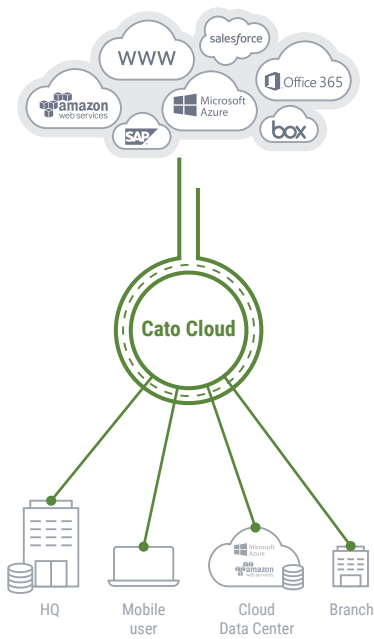 salesforce
WWW
Office 365
amazon
web services
Microsoft
Azure
SAP
box
Cato Cloud
Microsoft
Azure
amazon
web services
HQ
Mobile
user
Cloud
Data Center
Branch